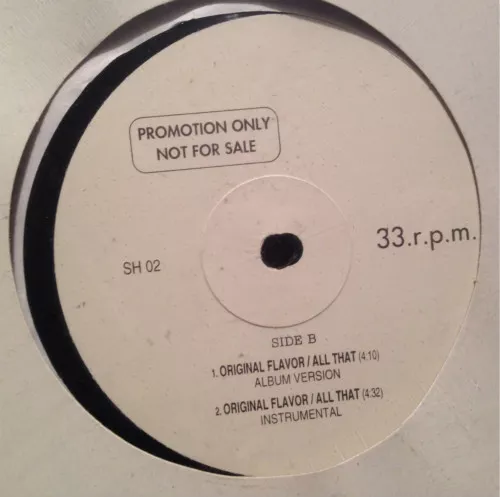 PROMOTION ONLY
NOT FOR SALE
33.r.p.m.
SH 02
SIDE B
1. ORIGINAL FLAVOR / ALL THAT (4:10)
ALBUM VERSION
2. ORIGINAL FLAVOR / ALL THAT (4:32)
INSTRUMENTAL